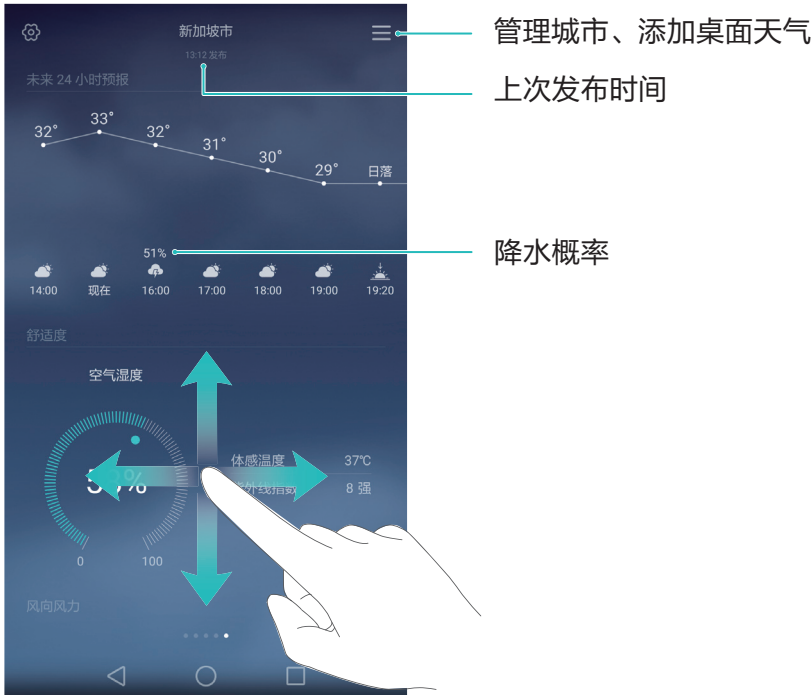 新加坡市
管理城市、添加桌面天气
13:12 发布
未来 24 小时预报
上次发布时间
32° 33° 32° 31° 30° 29° 日落
51%
降水概率
14:00 现在 16:00 17:00 18:00 19:00 19:20
舒适度
空气湿度
体感温度 37℃
外线指数 8 强
0 100
风向风力